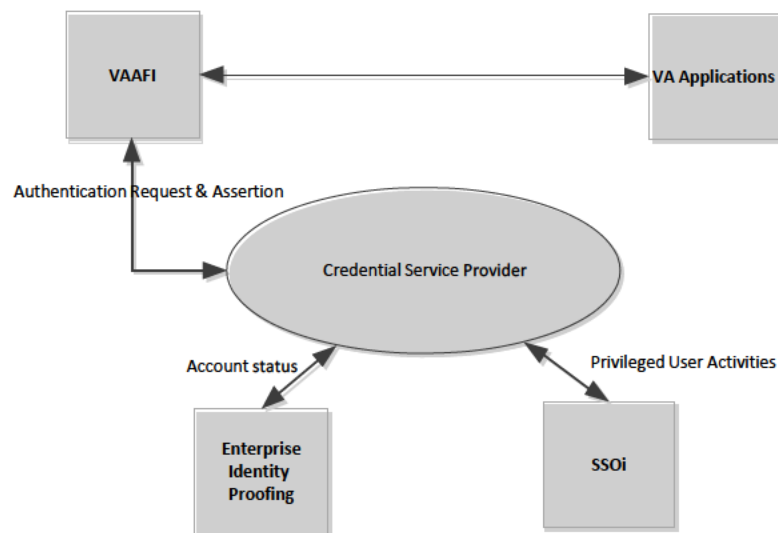 VAAFI
VA Applications
Authentication Request & Assertion
Credential Service Provider
Account status
Privileged User Activities
Enterprise
Identity
Proofing
SSOi